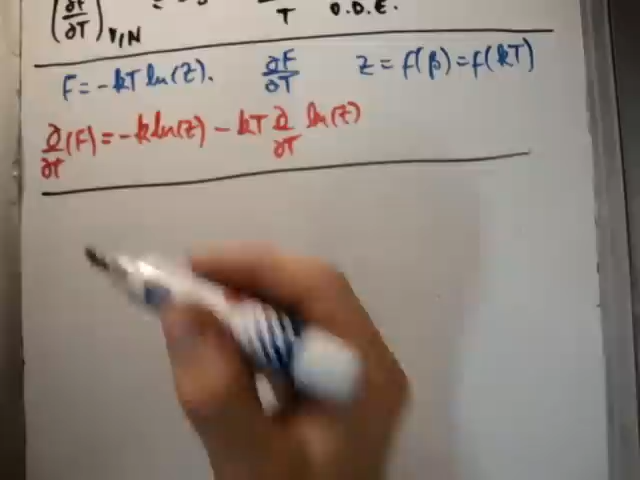 (∂F/∂T)V,N = T O.D.E.
F = -kT ln(Z). ∂F/∂T Z = f(β) = f(kT)
∂/∂T (F) = -k ln(Z) - kT ∂/∂T ln(Z)